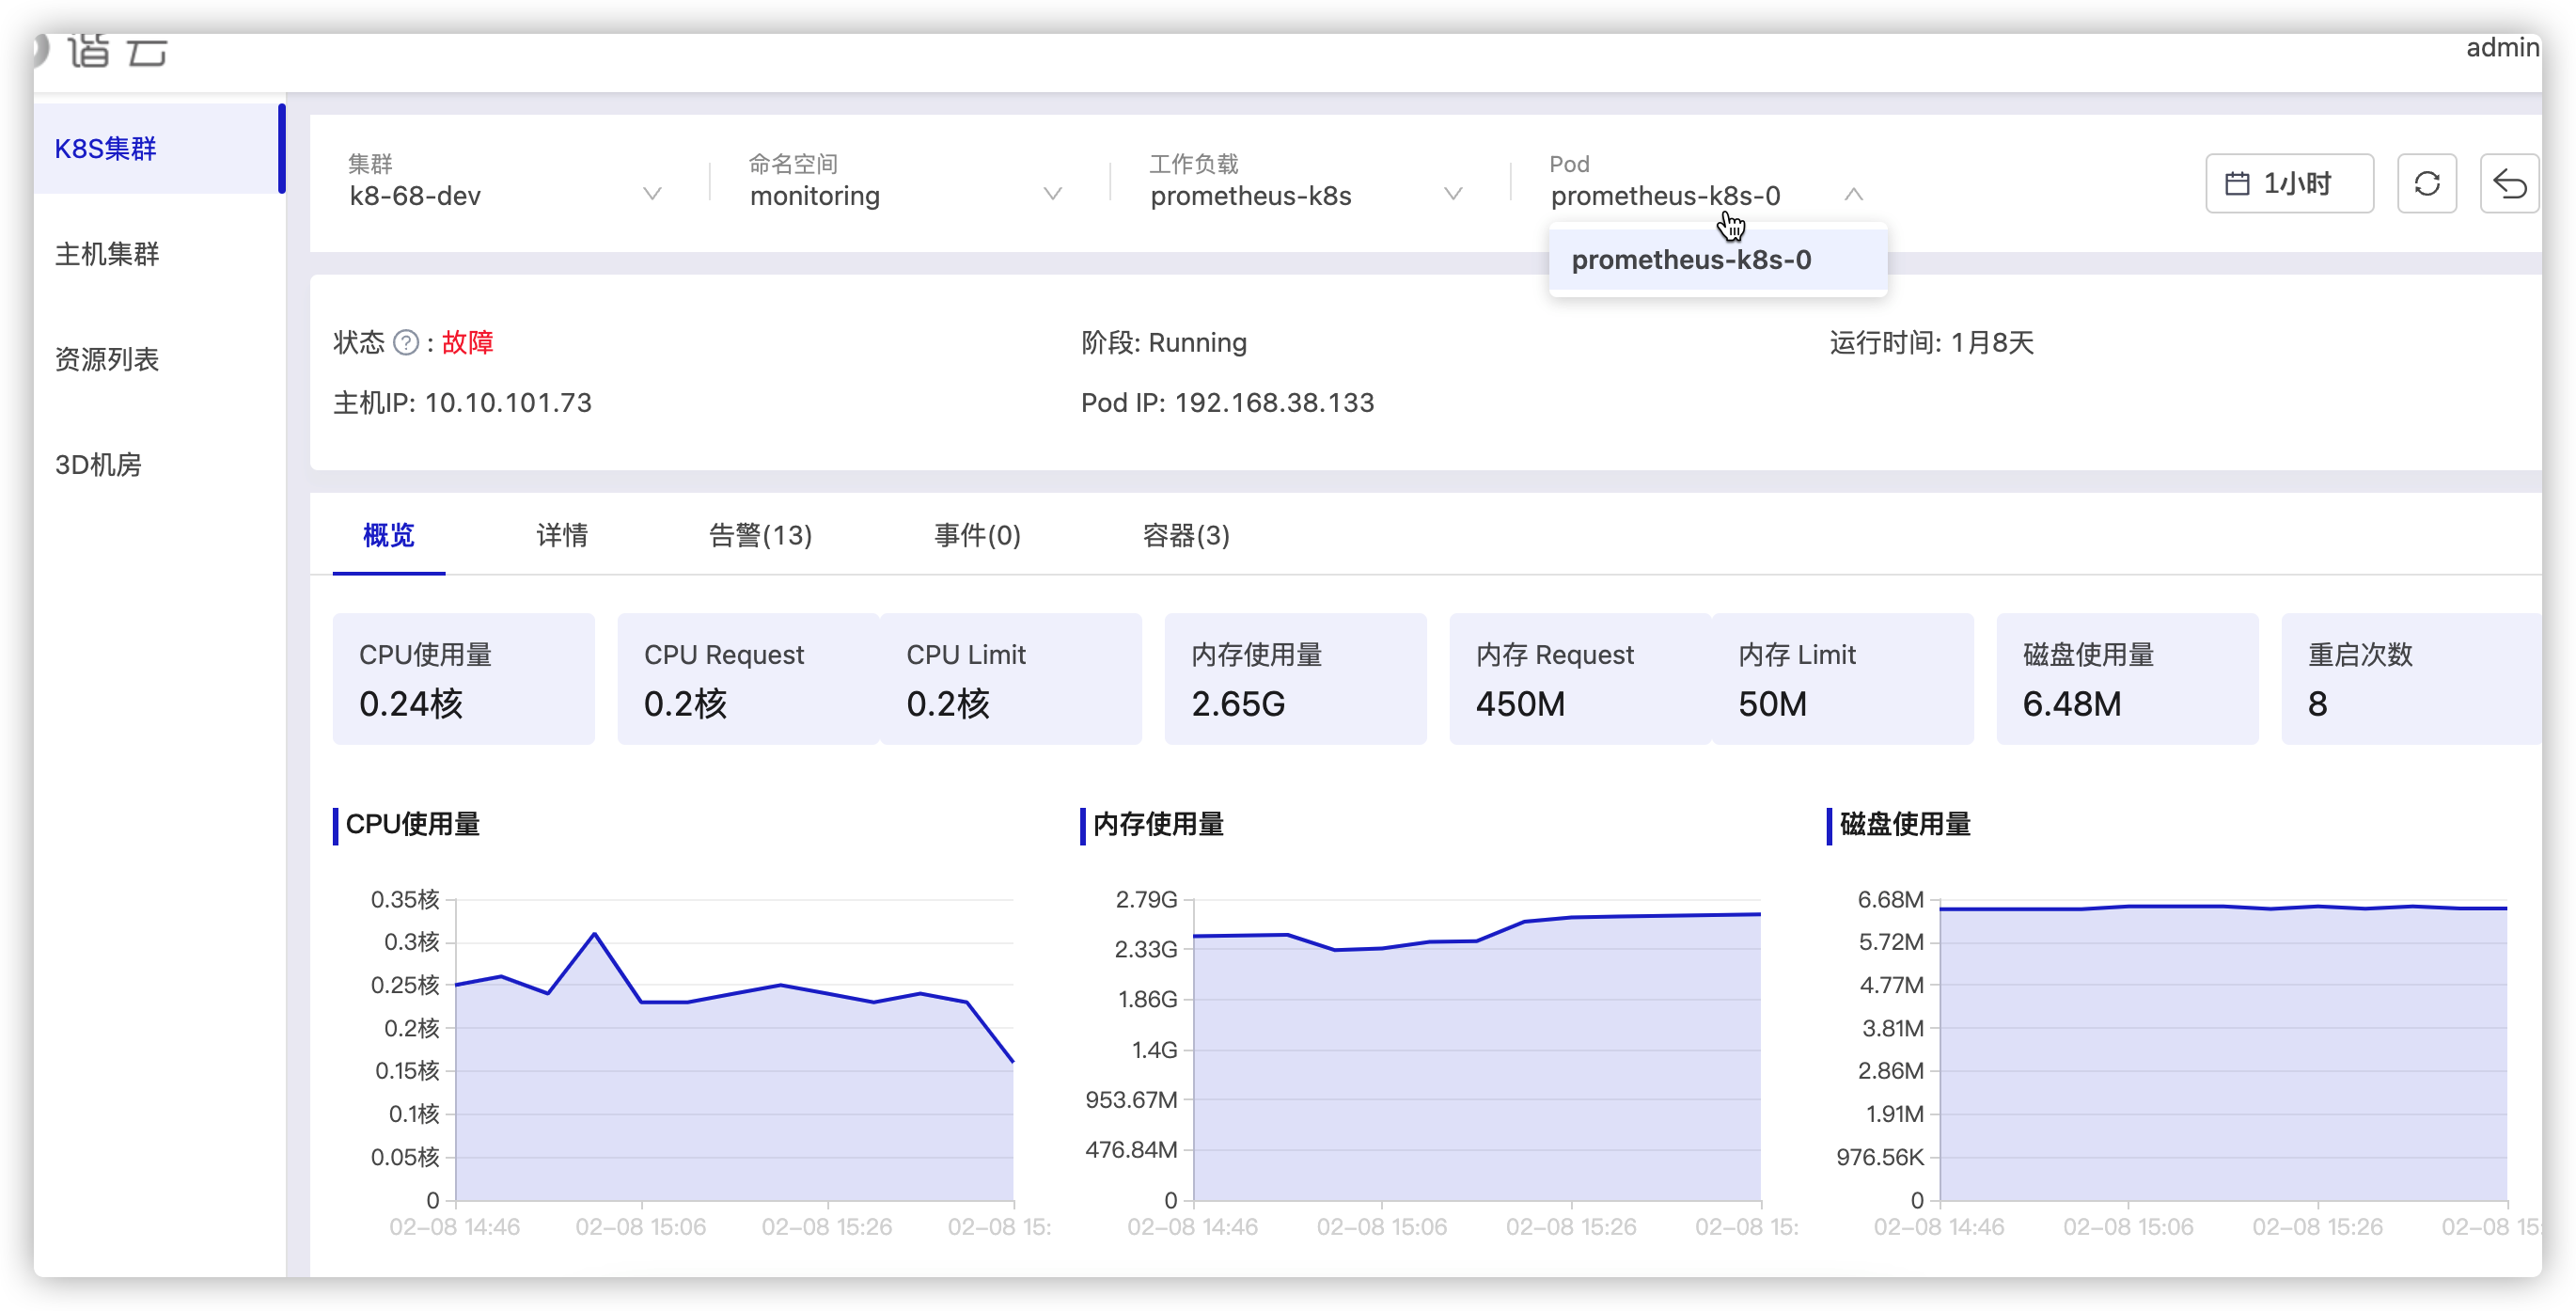 谐云
admin
K8S集群
主机集群
资源列表
3D机房
集群
k8-68-dev
命名空间
monitoring
工作负载
prometheus-k8s
Pod
prometheus-k8s-0
1小时
prometheus-k8s-0
状态 ? : 故障
阶段: Running
运行时间: 1月8天
主机IP: 10.10.101.73
Pod IP: 192.168.38.133
概览
详情
告警(13)
事件(0)
容器(3)
CPU使用量
0.24核
CPU Request
0.2核
CPU Limit
0.2核
内存使用量
2.65G
内存 Request
450M
内存 Limit
50M
磁盘使用量
6.48M
重启次数
8
CPU使用量
0.35核
0.3核
0.25核
0.2核
0.15核
0.1核
0.05核
0
02-08 14:46
02-08 15:06
02-08 15:26
02-08 15:
内存使用量
2.79G
2.33G
1.86G
1.4G
953.67M
476.84M
0
02-08 14:46
02-08 15:06
02-08 15:26
02-08 15:
磁盘使用量
6.68M
5.72M
4.77M
3.81M
2.86M
1.91M
976.56K
0
02-08 14:46
02-08 15:06
02-08 15:26
02-08 15: